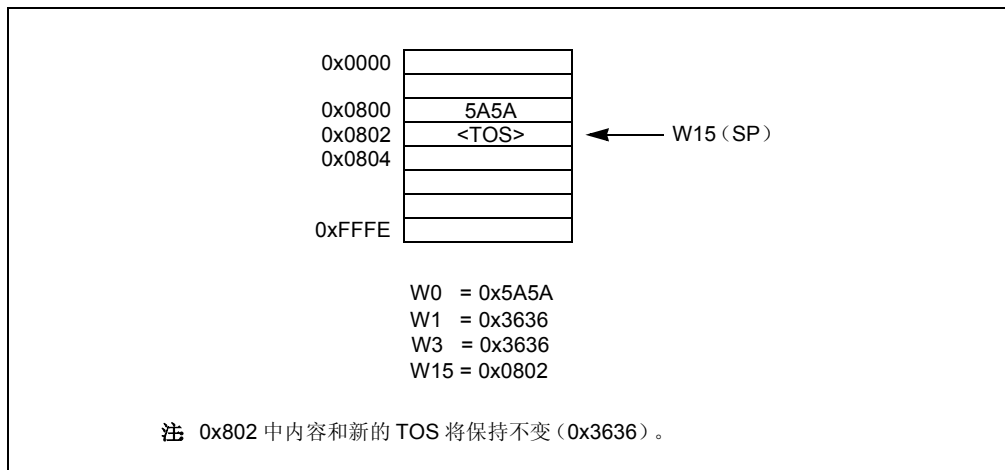 0x0000
0x0800 5A5A
0x0802 <TOS> W15（SP）
0x0804
0xFFFE
W0 = 0x5A5A
W1 = 0x3636
W3 = 0x3636
W15 = 0x0802
注: 0x802 中内容和新的 TOS 将保持不变（0x3636）。